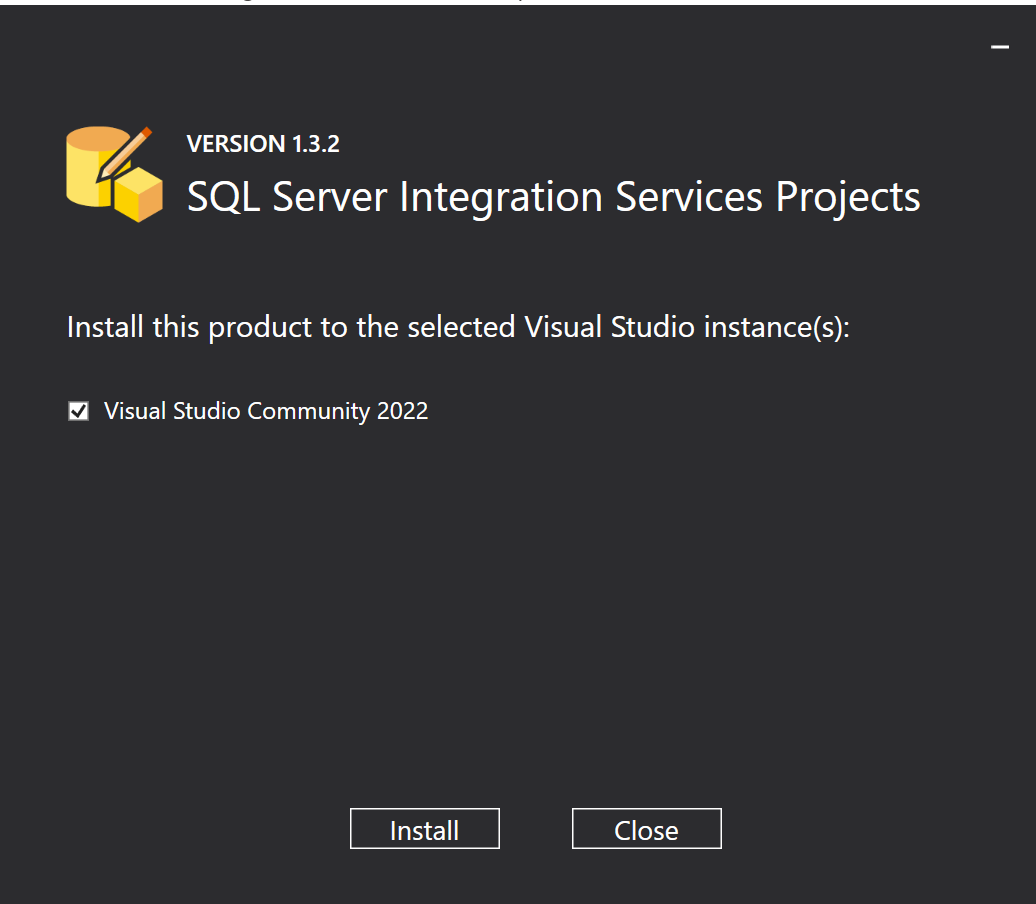 VERSION 1.3.2
SQL Server Integration Services Projects
Install this product to the selected Visual Studio instance(s):
Visual Studio Community 2022
Install
Close